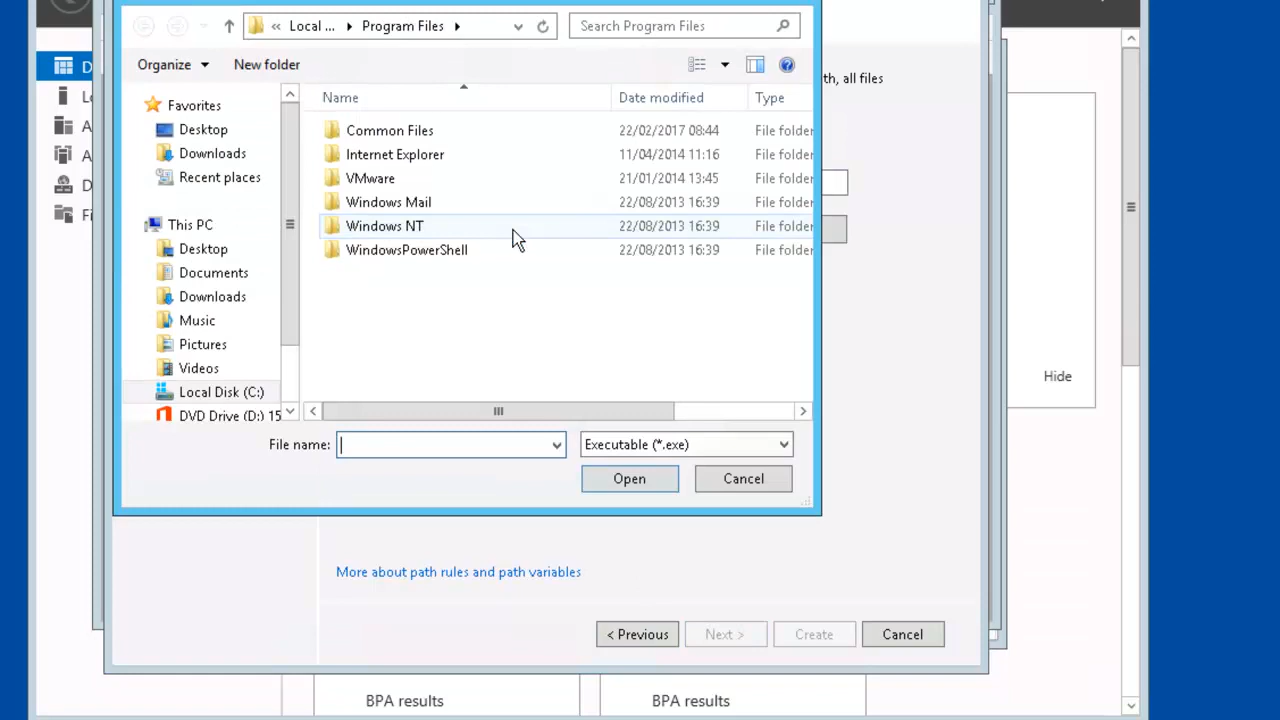 « Local ... Program Files
Search Program Files
Organize
New folder
th, all files
Name
Date modified
Type
Favorites
Desktop
Downloads
Recent places
This PC
Desktop
Documents
Downloads
Music
Pictures
Videos
Local Disk (C:)
DVD Drive (D:) 15
Common Files 22/02/2017 08:44 File folder
Internet Explorer 11/04/2014 11:16 File folder
VMware 21/01/2014 13:45 File folder
Windows Mail 22/08/2013 16:39 File folder
Windows NT 22/08/2013 16:39 File folder
WindowsPowerShell 22/08/2013 16:39 File folder
Hide
File name:
Executable (*.exe)
Open
Cancel
More about path rules and path variables
< Previous
Next >
Create
Cancel
BPA results
BPA results